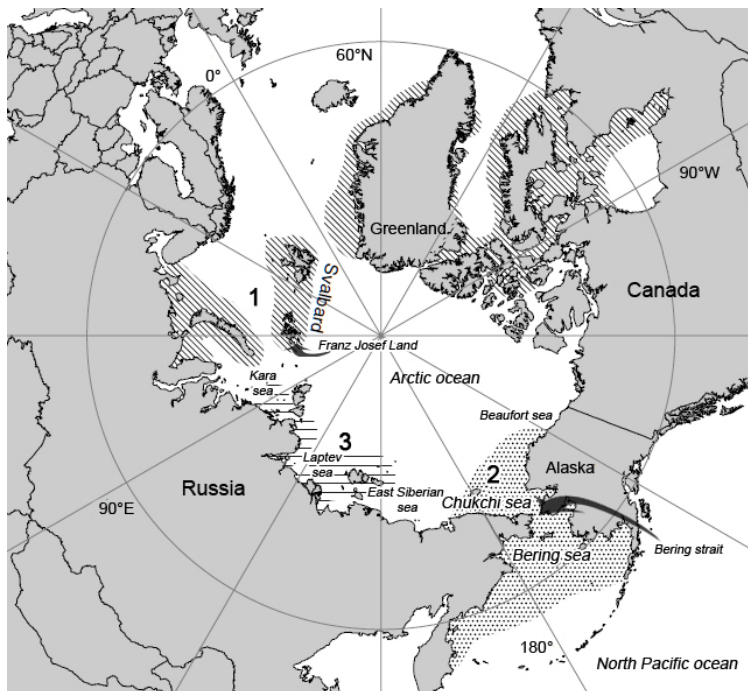 60°N
0°
90°W
Greenland
Canada
1
Svalbard
Franz Josef Land
Kara
sea
Arctic ocean
Beaufort sea
3
Laptev
sea
2
Alaska
Russia
East Siberian
sea
Chukchi sea
90°E
Bering sea
Bering strait
180°
North Pacific ocean